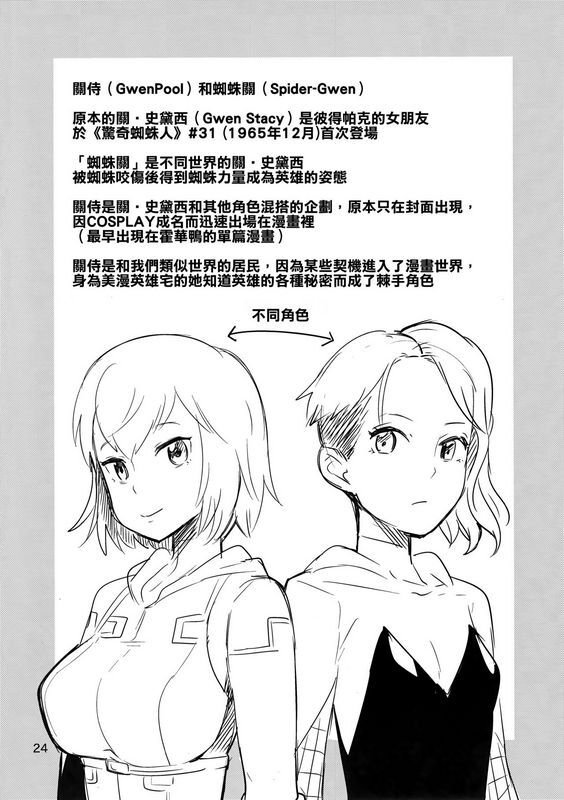 關侍（GwenPool）和蜘蛛關（Spider-Gwen）
原本的關・史黛西（Gwen Stacy）是彼得帕克的女朋友
於《驚奇蜘蛛人》#31 (1965年12月)首次登場
「蜘蛛關」是不同世界的關・史黛西
被蜘蛛咬傷後得到蜘蛛力量成為英雄的姿態
關侍是關・史黛西和其他角色混搭的企劃，原本只在封面出現，
因COSPLAY成名而迅速出場在漫畫裡
（最早出現在霍華鴨的單篇漫畫）
關侍是和我們類似世界的居民，因為某些契機進入了漫畫世界，
身為美漫英雄宅的她知道英雄的各種秘密而成了棘手角色
不同角色
24